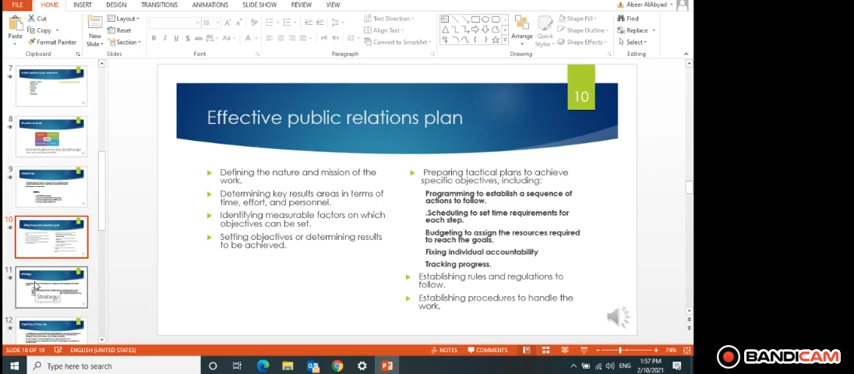 FILE HOME INSERT DESIGN TRANSITIONS ANIMATIONS SLIDE SHOW REVIEW VIEW Abeer AlAbyad
Cut Layout 18 Text Direction Shape Fill Find
Copy Reset Align Text Shape Outline Replace
Paste Format Painter New Slide Section Convert to SmartArt Arrange Quick Styles Shape Effects Select
Clipboard Slides Font Paragraph Drawing Editing
7
8
9
10
11
Strategy
12
10
Effective public relations plan
Defining the nature and mission of the
work.
Determining key results areas in terms of
time, effort, and personnel.
Identifying measurable factors on which
objectives can be set.
Setting objectives or determining results
to be achieved.
Preparing tactical plans to achieve
specific objectives, including:
Programming to establish a sequence of
actions to follow.
.Scheduling to set time requirements for
each step.
Budgeting to assign the resources required
to reach the goals.
Fixing individual accountability
Tracking progress.
Establishing rules and regulations to
follow.
Establishing procedures to handle the
work.
SLIDE 10 OF 19 ENGLISH (UNITED STATES) NOTES COMMENTS 74%
Type here to search ENG 1:57 PM
2/18/2021
BANDICAM